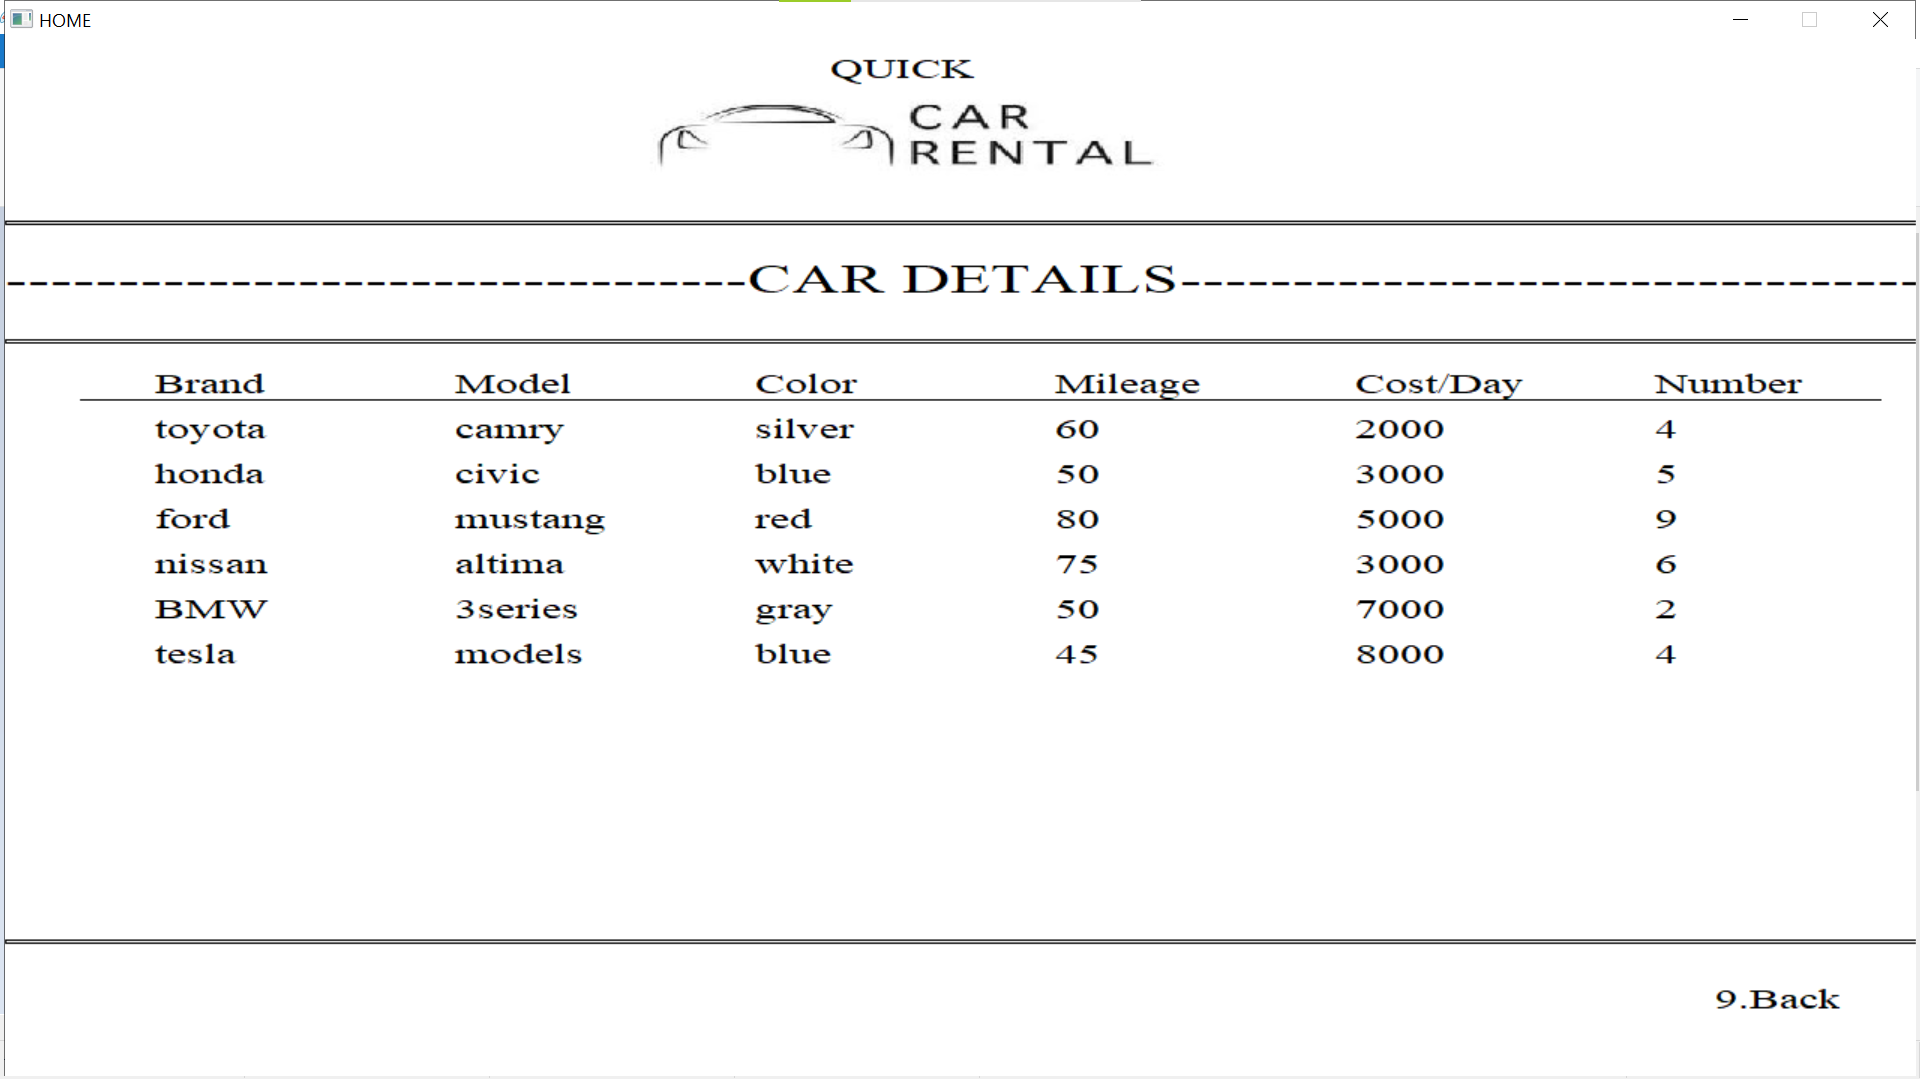 HOME
QUICK
CAR
RENTAL
---------------------------------CAR DETAILS---------------------------------
Brand Model Color Mileage Cost/Day Number
toyota camry silver 60 2000 4
honda civic blue 50 3000 5
ford mustang red 80 5000 9
nissan altima white 75 3000 6
BMW 3series gray 50 7000 2
tesla models blue 45 8000 4
9.Back